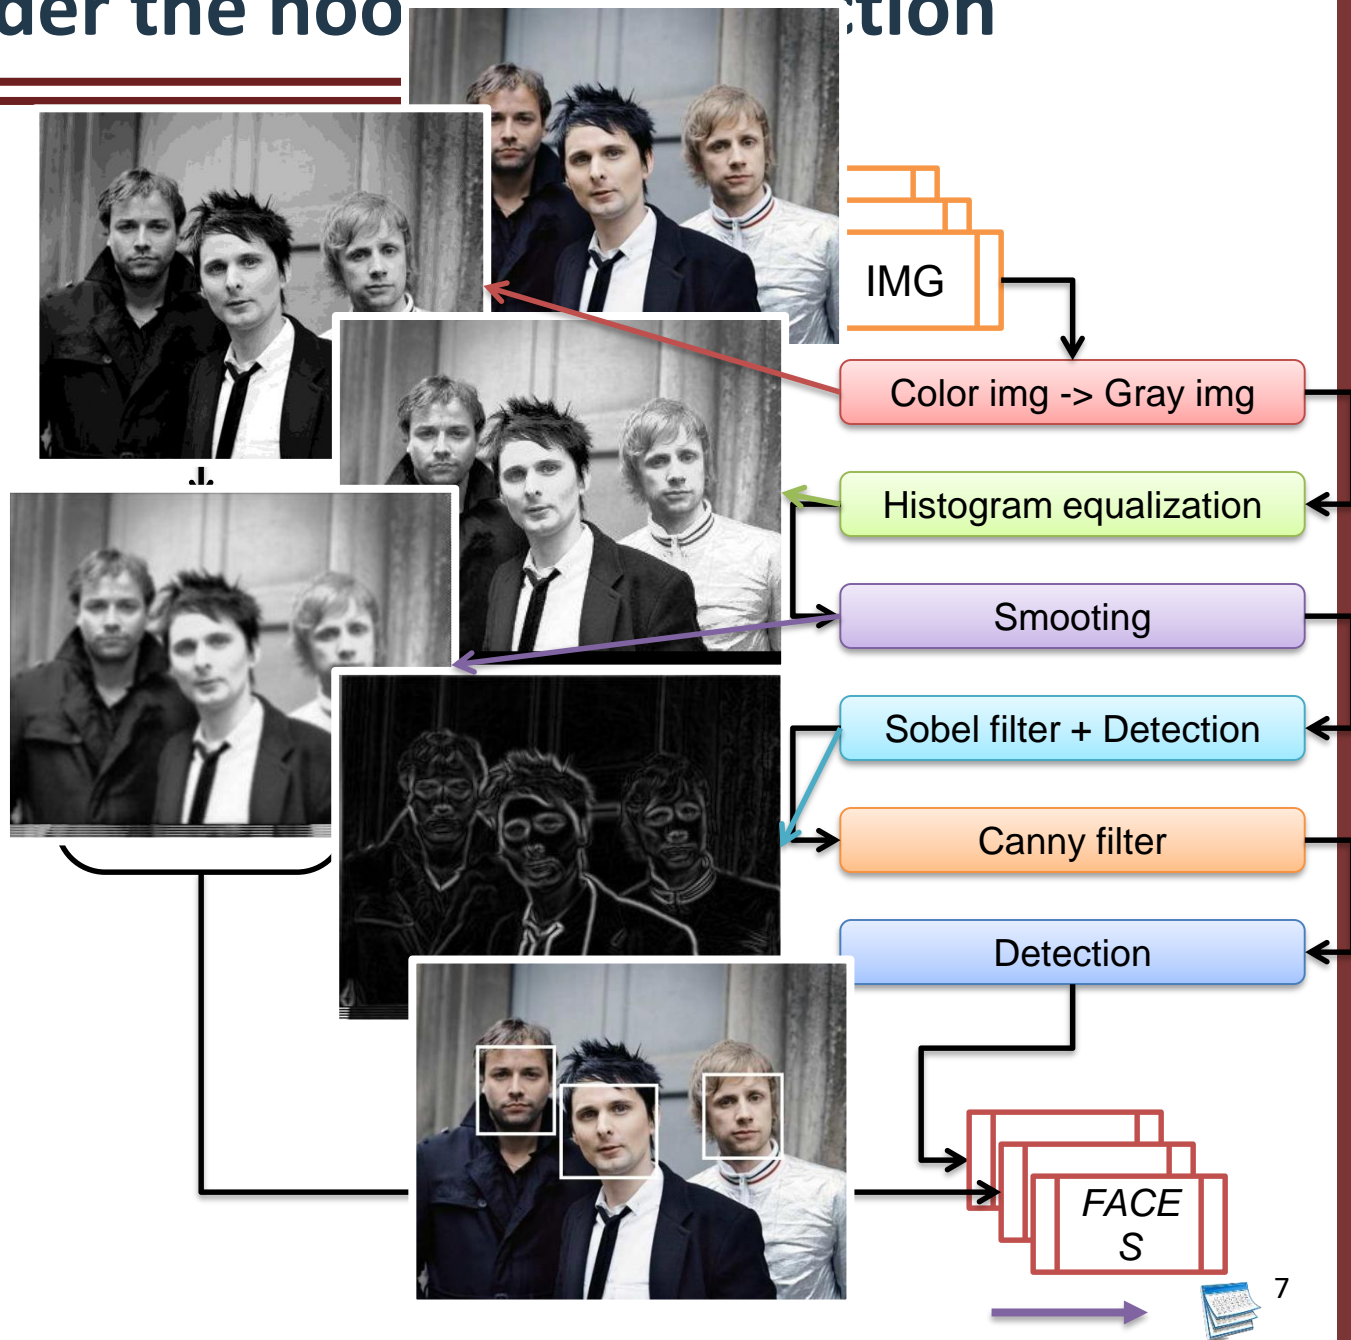 der the hoo ction
IMG
Color img -> Gray img
Histogram equalization
Smooting
Sobel filter + Detection
Canny filter
Detection
FACE
S
7